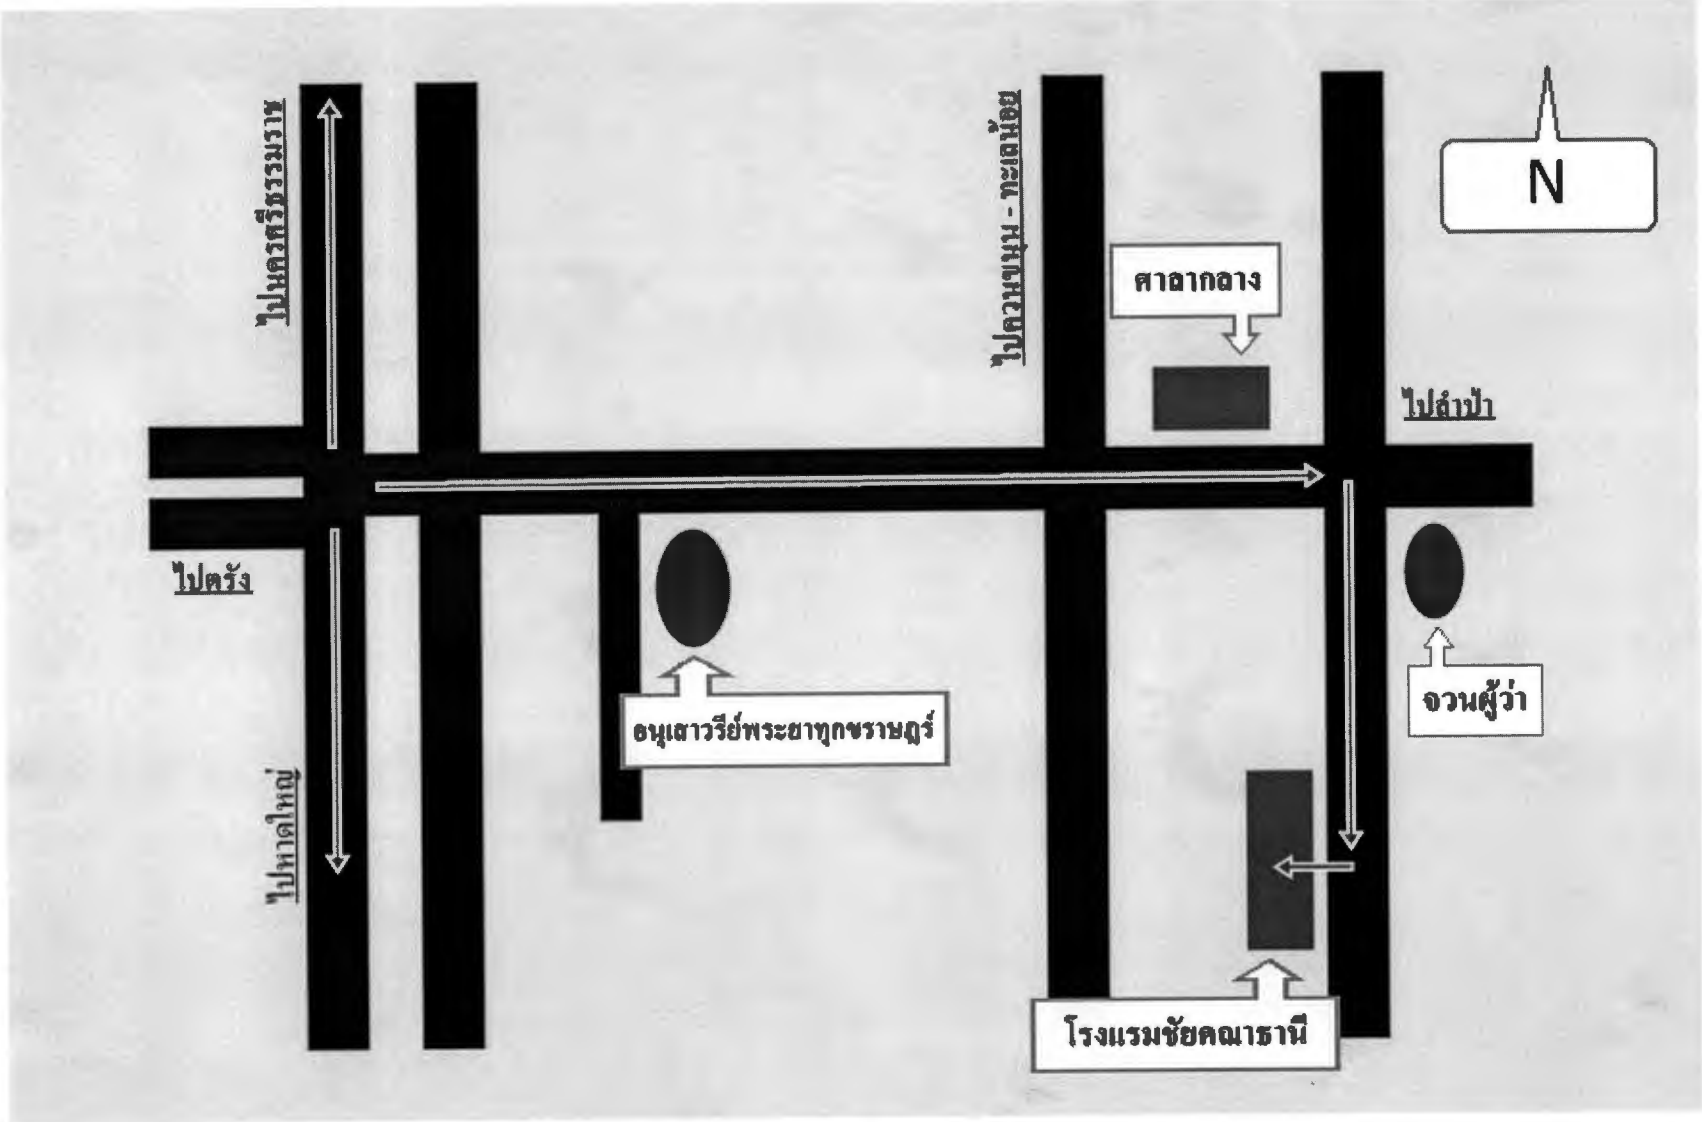 ไปนครศรีธรรมราช
ไปควนขนุน - ทะเลน้อย
N
ศาลากลาง
ไปลำปำ
ไปตรัง
อนุเสาวรีย์พระยาทุกขราษฎร์
จวนผู้ว่า
ไปหาดใหญ่
โรงแรมชัยคณาธานี